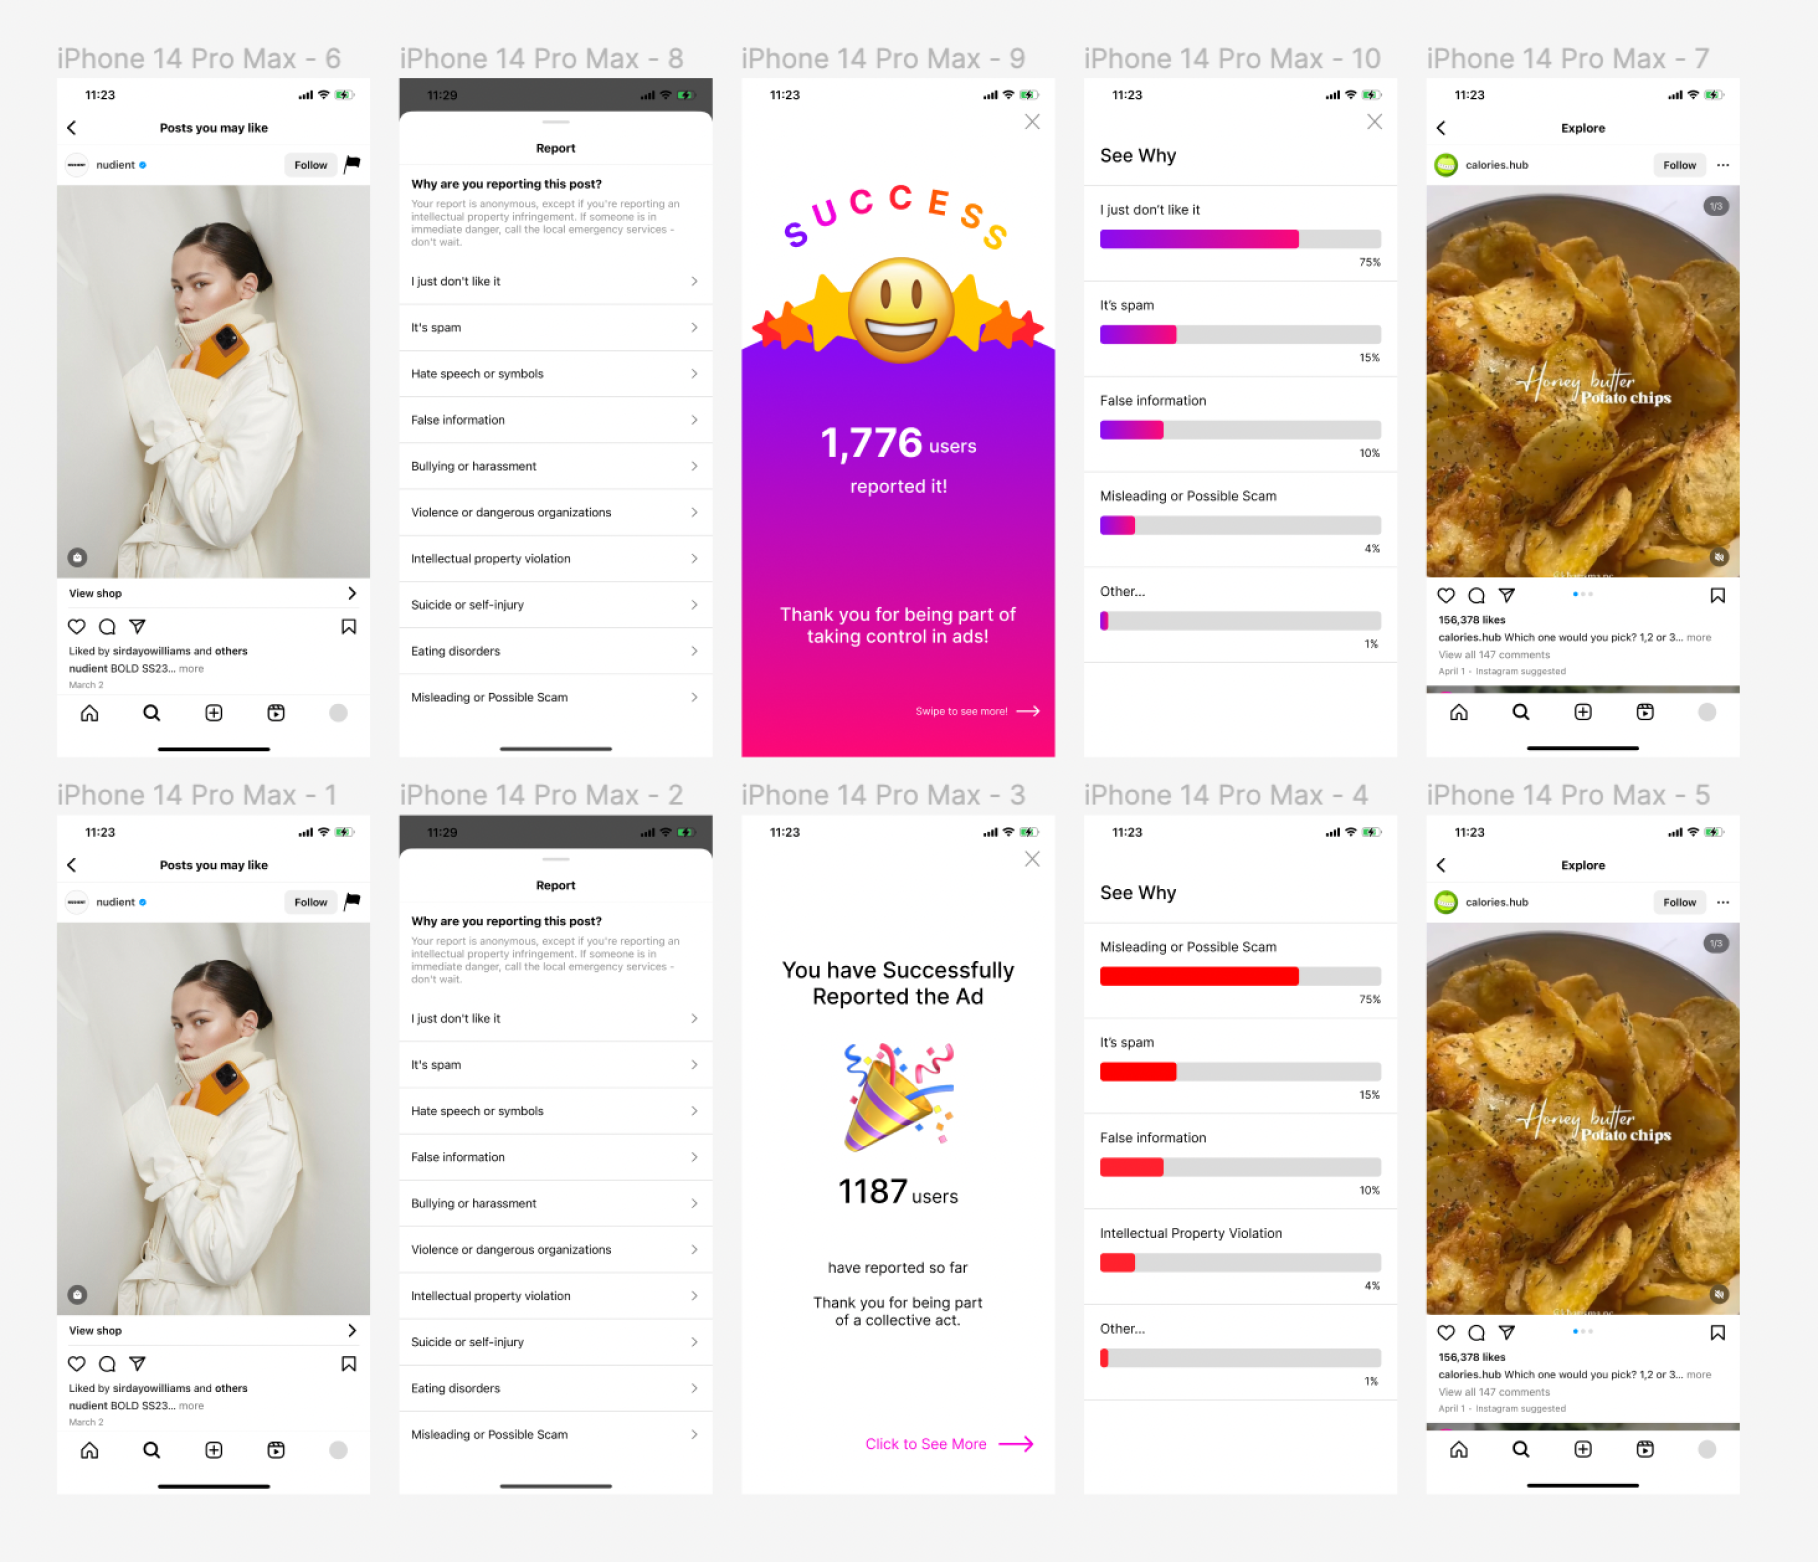 iPhone 14 Pro Max - 6
11:23
Posts you may like
nudient
Follow
View shop
Liked by sirdayowilliams and others
nudient BOLD SS23... more
March 2
iPhone 14 Pro Max - 8
11:29
Report
Why are you reporting this post?
Your report is anonymous, except if you're reporting an
intellectual property infringement. If someone is in
immediate danger, call the local emergency services -
don't wait.
I just don't like it
It's spam
Hate speech or symbols
False information
Bullying or harassment
Violence or dangerous organizations
Intellectual property violation
Suicide or self-injury
Eating disorders
Misleading or Possible Scam
iPhone 14 Pro Max - 9
11:23
SUCCESS
1,776 users
reported it!
Thank you for being part of
taking control in ads!
Swipe to see more!
iPhone 14 Pro Max - 10
11:23
See Why
I just don't like it
75%
It's spam
15%
False information
10%
Misleading or Possible Scam
4%
Other...
1%
iPhone 14 Pro Max - 7
11:23
Explore
calories.hub
Follow
1/3
Honey butter
Potato chips
156,378 likes
calories.hub Which one would you pick? 1,2 or 3... more
View all 147 comments
April 1 - Instagram suggested
iPhone 14 Pro Max - 1
11:23
Posts you may like
nudient
Follow
View shop
Liked by sirdayowilliams and others
nudient BOLD SS23... more
March 2
iPhone 14 Pro Max - 2
11:29
Report
Why are you reporting this post?
Your report is anonymous, except if you're reporting an
intellectual property infringement. If someone is in
immediate danger, call the local emergency services -
don't wait.
I just don't like it
It's spam
Hate speech or symbols
False information
Bullying or harassment
Violence or dangerous organizations
Intellectual property violation
Suicide or self-injury
Eating disorders
Misleading or Possible Scam
iPhone 14 Pro Max - 3
11:23
You have Successfully
Reported the Ad
1187 users
have reported so far
Thank you for being part
of a collective act.
Click to See More
iPhone 14 Pro Max - 4
11:23
See Why
Misleading or Possible Scam
75%
It's spam
15%
False information
10%
Intellectual Property Violation
4%
Other...
1%
iPhone 14 Pro Max - 5
11:23
Explore
calories.hub
Follow
1/3
Honey butter
Potato chips
156,378 likes
calories.hub Which one would you pick? 1,2 or 3... more
View all 147 comments
April 1 - Instagram suggested